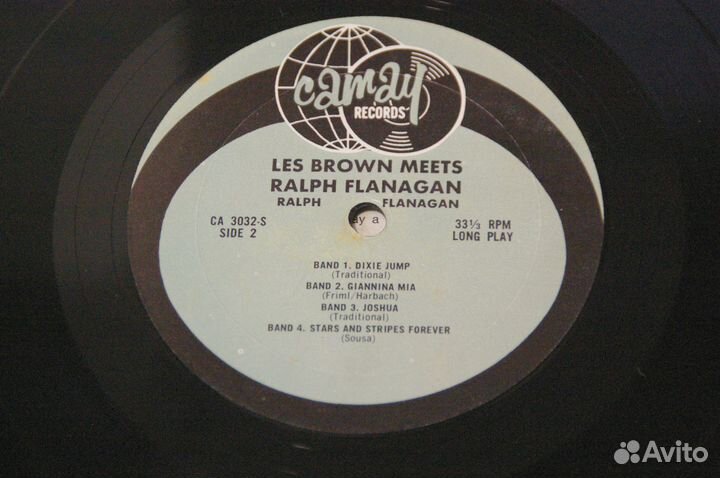 camay
RECORDS
LES BROWN MEETS
RALPH FLANAGAN
RALPH FLANAGAN
CA 3032-S
SIDE 2
ay a
33⅓ RPM
LONG PLAY
BAND 1. DIXIE JUMP
(Traditional)
BAND 2. GIANNINA MIA
(Friml/Harbach)
BAND 3. JOSHUA
(Traditional)
BAND 4. STARS AND STRIPES FOREVER
(Sousa)
Avito